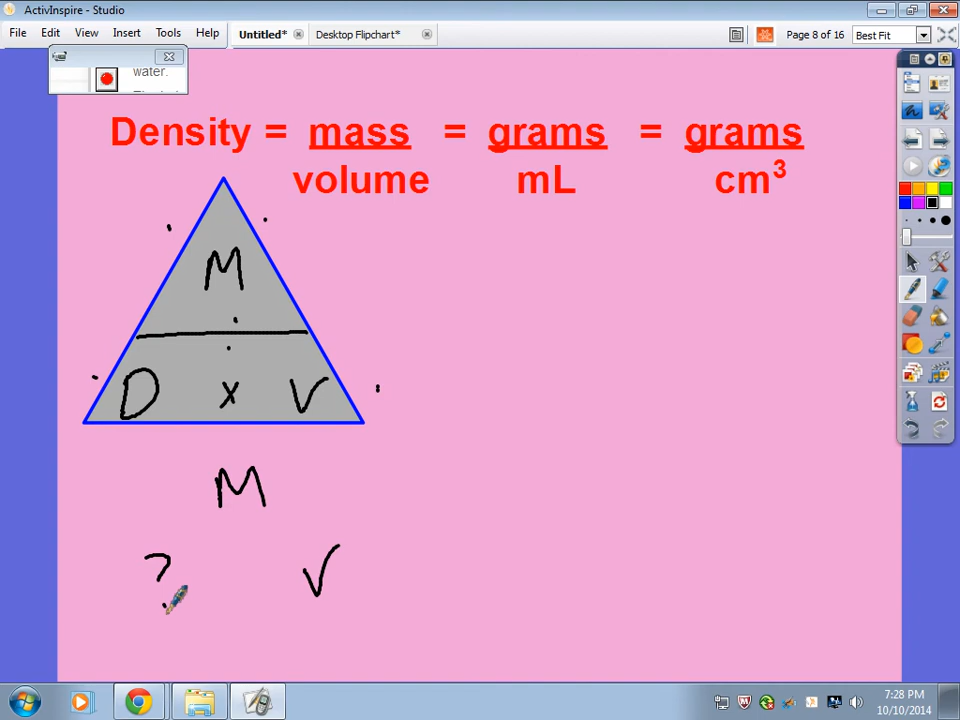 ActivInspire - Studio
File Edit View Insert Tools Help Untitled* Desktop Flipchart* Page 8 of 16 Best Fit
water.
Density = mass = grams = grams
volume mL cm³
M
D x V
M
? V
7:28 PM
10/10/2014